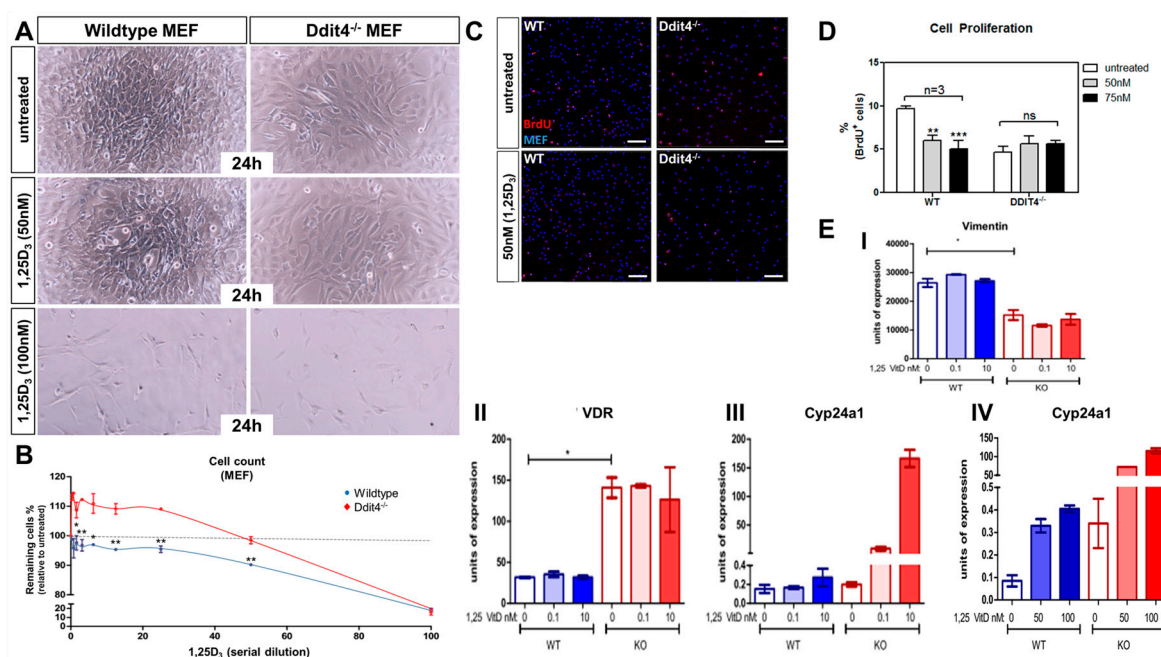 A
Wildtype MEF
Ddit4-/- MEF
untreated
24h
1,25D3 (50nM)
24h
1,25D3 (100nM)
24h
B
Cell count
(MEF)
Remaining cells %
(relative to untreated)
120
110
100
90
80
20
10
0
Wildtype
Ddit4-/-
*
**
*
**
**
**
0
20
40
60
80
100
1,25D3 (serial dilution)
C
WT
Ddit4-/-
untreated
BrdU
MEF
WT
Ddit4-/-
50nM (1,25D3)
D
Cell Proliferation
untreated
50nM
75nM
%
(BrdU+ cells)
15
10
5
0
n=3
**
***
ns
WT
DDIT4-/-
E
I
Vimentin
units of expression
40000
30000
20000
10000
0
*
1,25 VitD nM:
0
0.1
10
0
0.1
10
WT
KO
II
VDR
units of expression
200
150
100
50
0
*
1,25 VitD nM:
0
0.1
10
0
0.1
10
WT
KO
III
Cyp24a1
units of expression
200
150
100
50
0.4
0.2
0.0
1,25 VitD nM:
0
0.1
10
0
0.1
10
WT
KO
IV
Cyp24a1
units of expression
150
100
50
0.5
0.4
0.3
0.2
0.1
0.0
1,25 VitD nM:
0
50
100
0
50
100
WT
KO